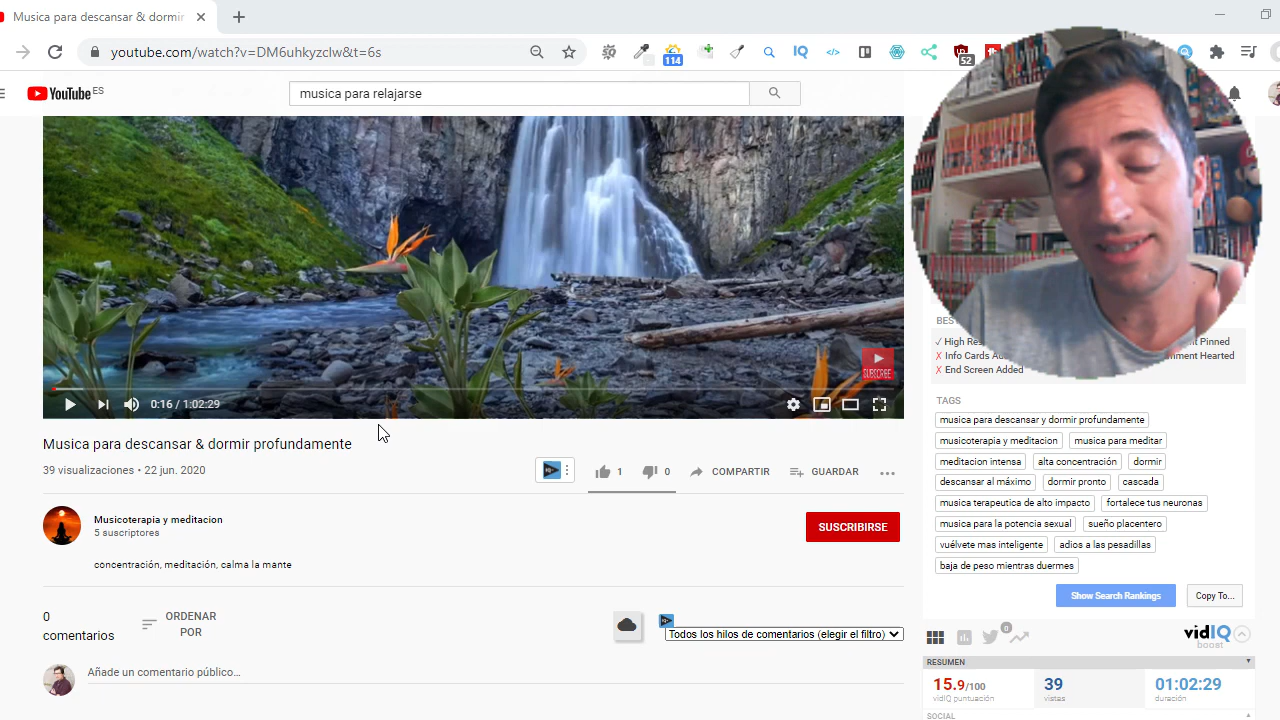 Musica para descansar & dormir
youtube.com/watch?v=DM6uhkyzclw&t=6s
114
IQ
52
YouTube ES
musica para relajarse
SUBSCRIBE
0:16 / 1:02:29
Musica para descansar & dormir profundamente
39 visualizaciones • 22 jun. 2020
1
0
COMPARTIR
GUARDAR
Musicoterapia y meditacion
5 suscriptores
SUSCRIBIRSE
concentración, meditación, calma la mante
0
comentarios
ORDENAR
POR
Todos los hilos de comentarios (elegir el filtro)
Añade un comentario público...
BEST
✓ High Res
nt Pinned
✗ Info Cards Ad
mment Hearted
✗ End Screen Added
TAGS
musica para descansar y dormir profundamente
musicoterapia y meditacion
musica para meditar
meditacion intensa
alta concentración
dormir
descansar al máximo
dormir pronto
cascada
musica terapeutica de alto impacto
fortalece tus neuronas
musica para la potencia sexual
sueño placentero
vuélvete mas inteligente
adios a las pesadillas
baja de peso mientras duermes
Show Search Rankings
Copy To...
0
vidIQ
boost
RESUMEN
15.9/100
39
01:02:29
vidIQ puntuación
vistas
duración
SOCIAL